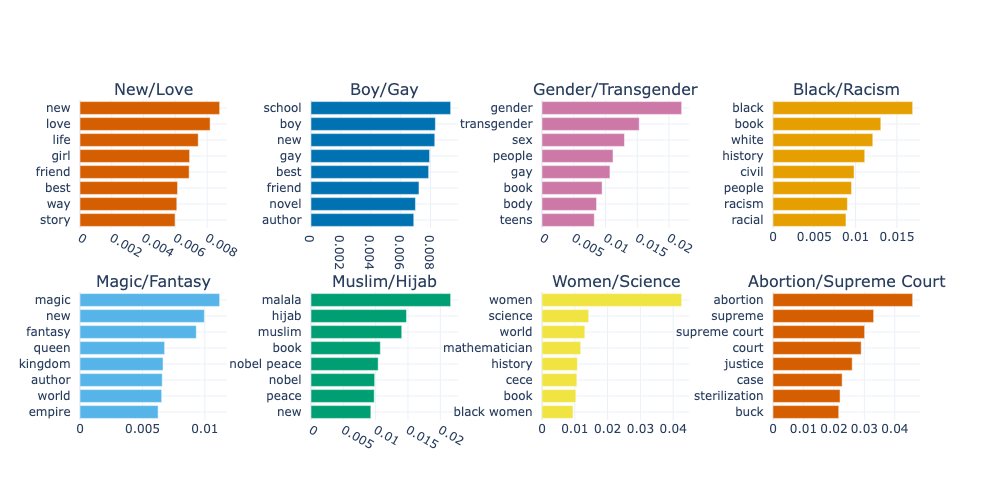 New/Love
new
love
life
girl
friend
best
way
story
0 0.002 0.004 0.006 0.008
Boy/Gay
school
boy
new
gay
best
friend
novel
author
0 0.002 0.004 0.006 0.008
Gender/Transgender
gender
transgender
sex
people
gay
book
body
teens
0 0.005 0.01 0.015 0.02
Black/Racism
black
book
white
history
civil
people
racism
racial
0 0.005 0.01 0.015
Magic/Fantasy
magic
new
fantasy
queen
kingdom
author
world
empire
0 0.005 0.01
Muslim/Hijab
malala
hijab
muslim
book
nobel peace
nobel
peace
new
0 0.005 0.01 0.015 0.02
Women/Science
women
science
world
mathematician
history
cece
book
black women
0 0.01 0.02 0.03 0.04
Abortion/Supreme Court
abortion
supreme
supreme court
court
justice
case
sterilization
buck
0 0.01 0.02 0.03 0.04